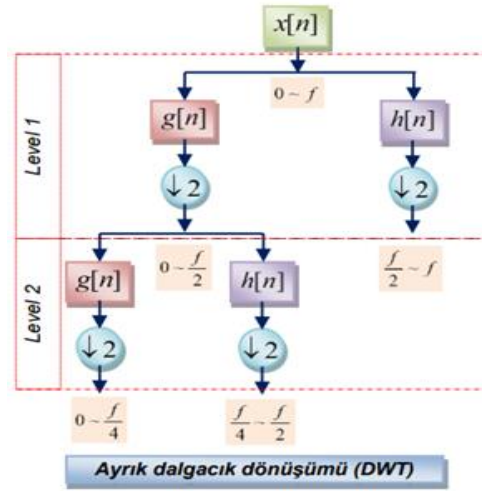 x[n]
Level 1
0 ~ f
g[n]
h[n]
↓2
↓2
Level 2
0 ~ f/2
f/2 ~ f
g[n]
h[n]
↓2
↓2
0 ~ f/4
f/4 ~ f/2
Ayrık dalgacık dönüşümü (DWT)